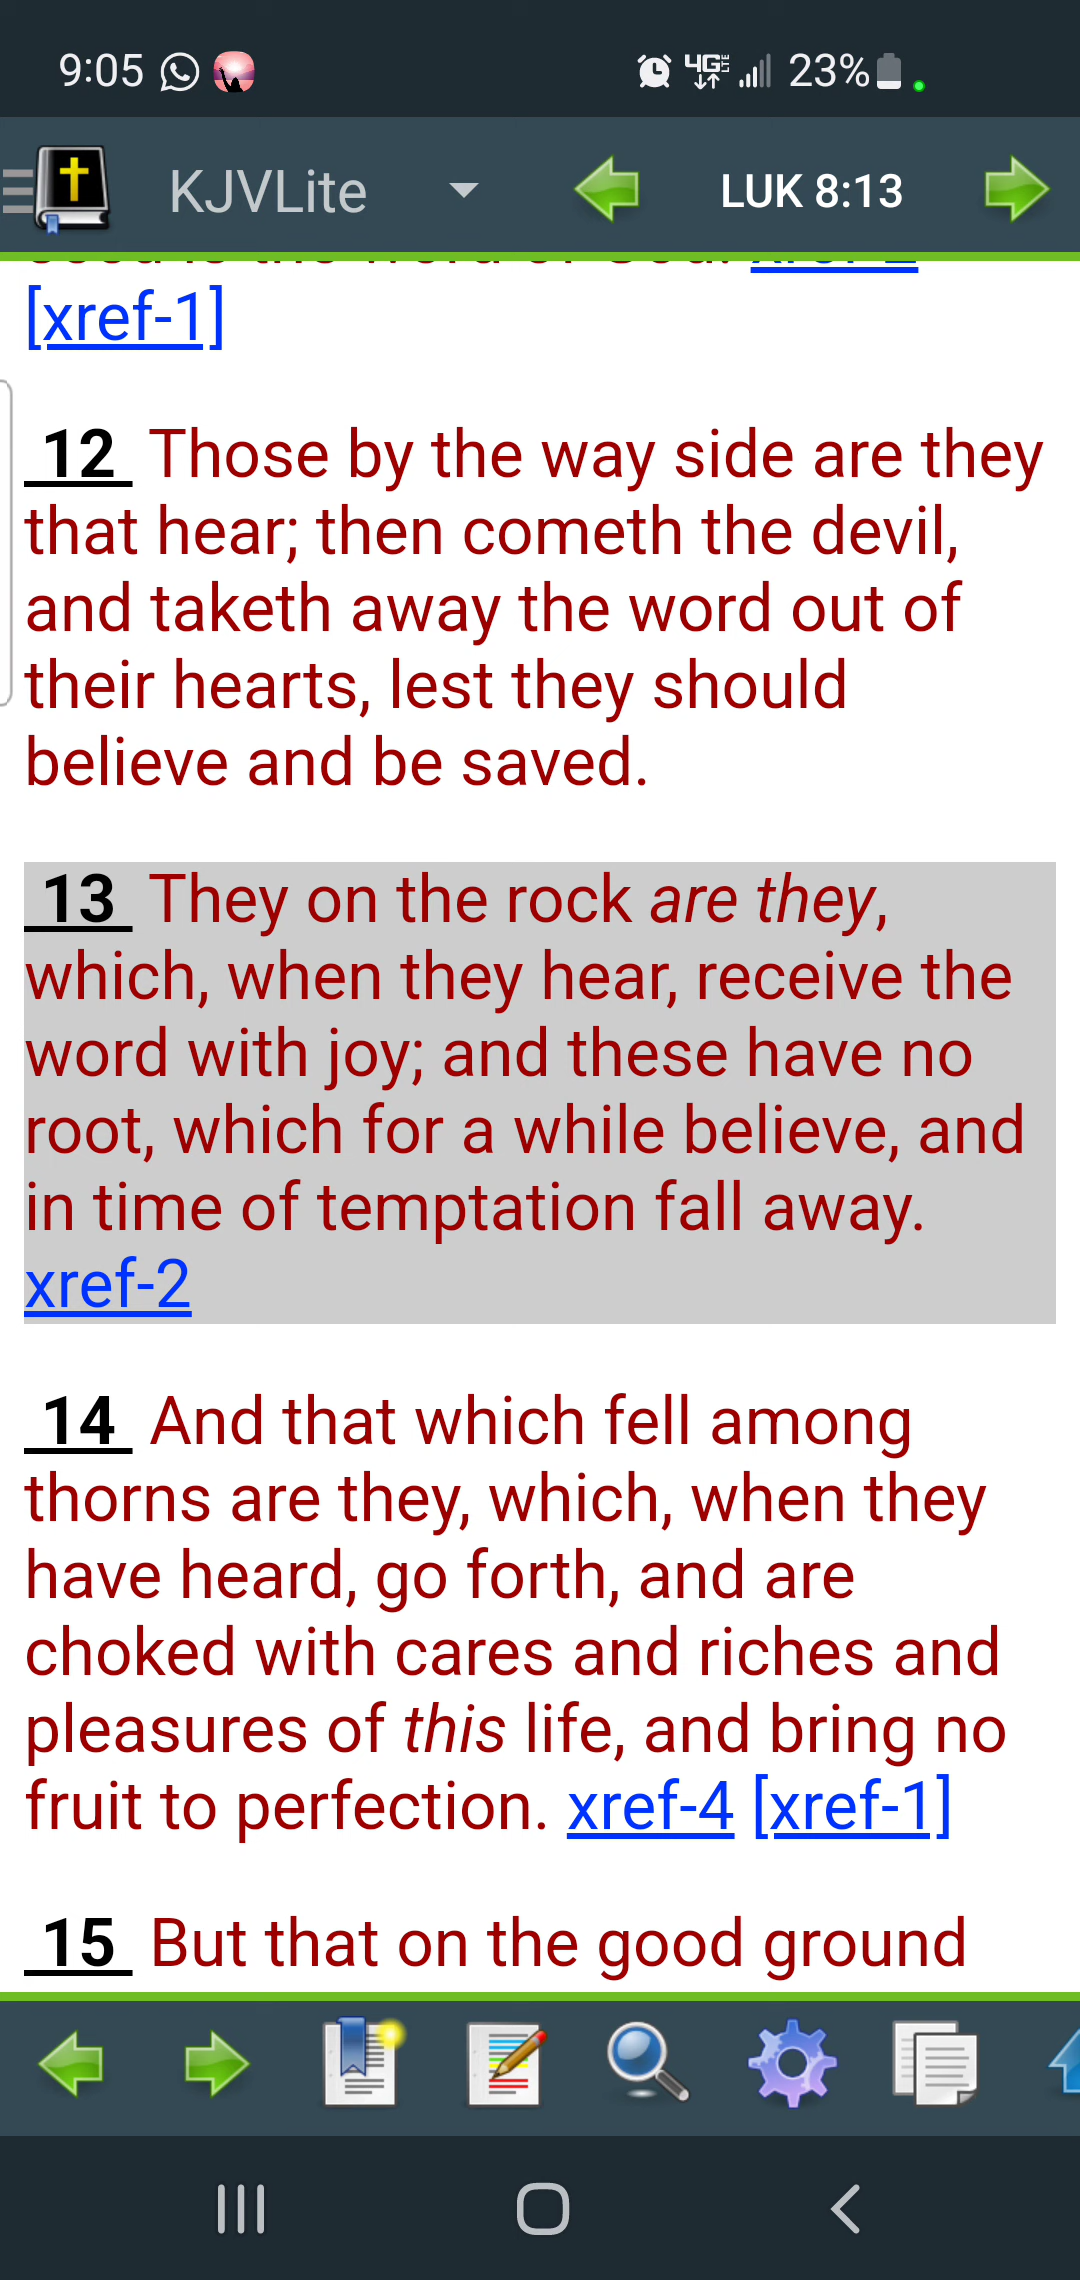 9:05
4G LTE 23%
KJVLite LUK 8:13
[xref-1]
12 Those by the way side are they
that hear; then cometh the devil,
and taketh away the word out of
their hearts, lest they should
believe and be saved.
13 They on the rock are they,
which, when they hear, receive the
word with joy; and these have no
root, which for a while believe, and
in time of temptation fall away.
xref-2
14 And that which fell among
thorns are they, which, when they
have heard, go forth, and are
choked with cares and riches and
pleasures of this life, and bring no
fruit to perfection. xref-4 [xref-1]
15 But that on the good ground